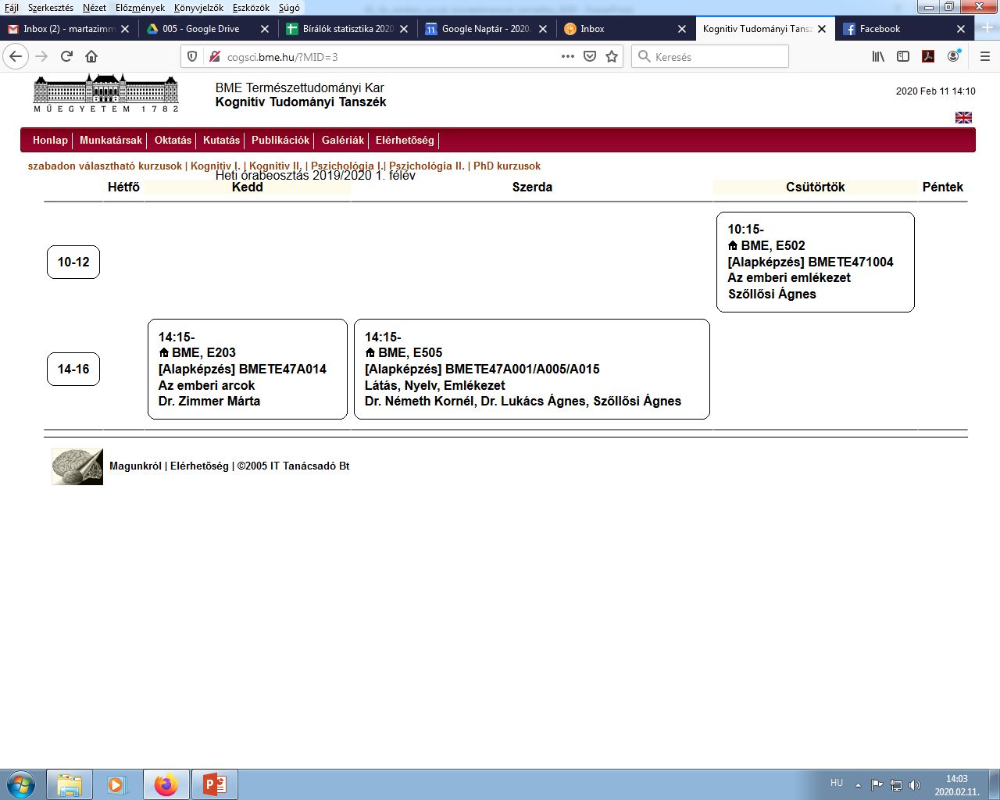 Fájl Szerkesztés Nézet Előzmények Könyvjelzők Eszközök Súgó
Inbox (2) - martazimm
005 - Google Drive
Bírálók statisztika 2020
Google Naptár - 2020.
Inbox
Kognitív Tudományi Tansz
Facebook
cogsci.bme.hu/?MID=3
Keresés
MŰEGYETEM 1782
BME Természettudományi Kar
Kognitív Tudományi Tanszék
2020 Feb 11 14:10
Honlap | Munkatársak | Oktatás | Kutatás | Publikációk | Galériák | Elérhetőség |
szabadon választható kurzusok | Kognitìv I. | Kognitìv II. | Pszichológia I.| Pszichológia II. | PhD kurzusok
Heti órabeosztás 2019/2020 1. félév
Hétfő Kedd Szerda Csütörtök Péntek
10-12
10:15-
BME, E502
[Alapképzés] BMETE471004
Az emberi emlékezet
Szőllősi Ágnes
14-16
14:15-
BME, E203
[Alapképzés] BMETE47A014
Az emberi arcok
Dr. Zimmer Márta
14:15-
BME, E505
[Alapképzés] BMETE47A001/A005/A015
Látás, Nyelv, Emlékezet
Dr. Németh Kornél, Dr. Lukács Ágnes, Szőllősi Ágnes
Magunkról | Elérhetőség | ©2005 IT Tanácsadó Bt
HU
14:03
2020.02.11.